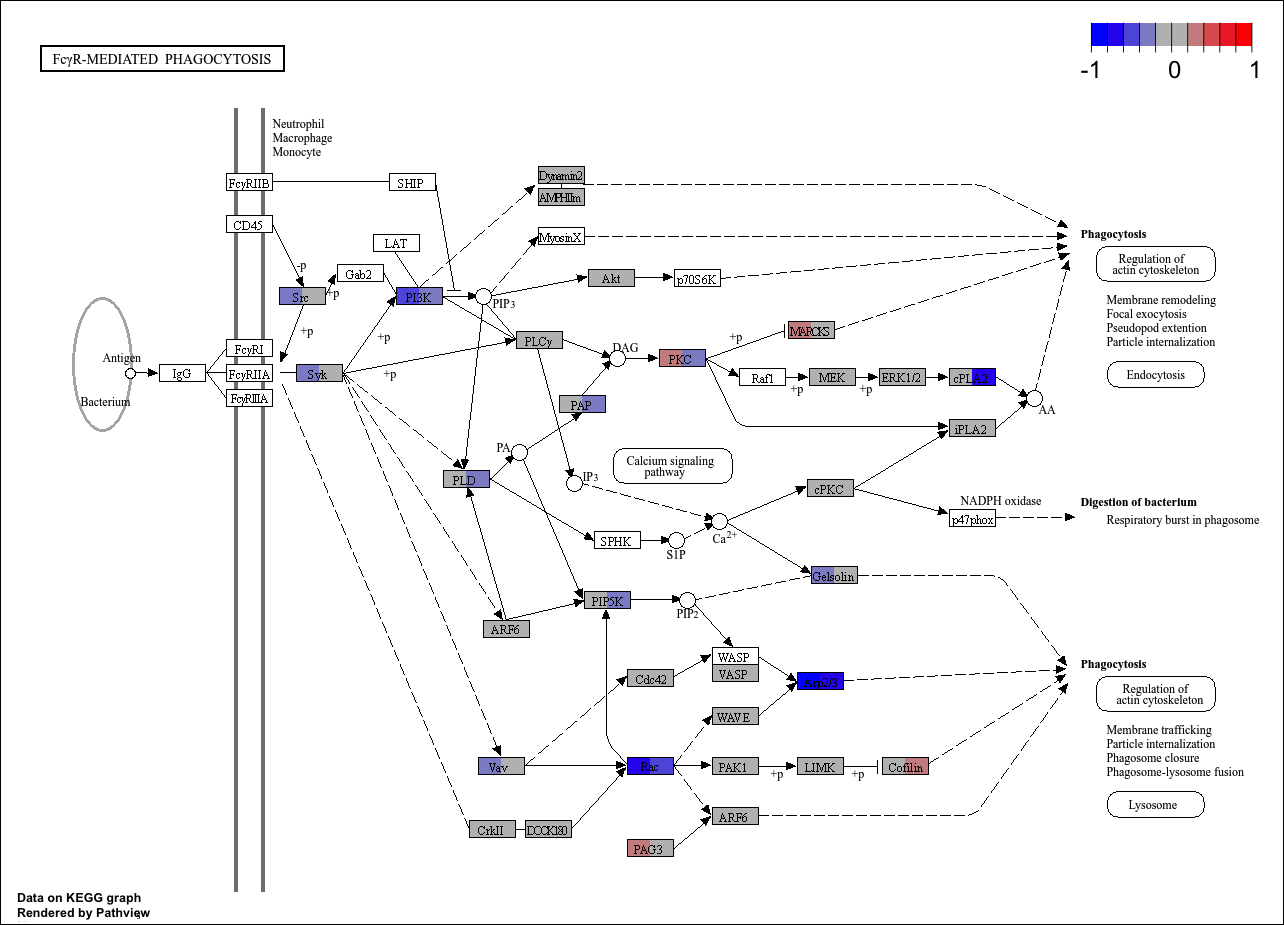 FcγR-MEDIATED PHAGOCYTOSIS
-1 0 1
Neutrophil
Macrophage
Monocyte
FcγRIIB
SHIP
Dynamin2
AMPHIIm
CD45
LAT
MyosinX
Phagocytosis
Regulation of
actin cytoskeleton
-p
Gab2
Akt
p70S6K
Src
+p
PI3K
PIP3
Membrane remodeling
Focal exocytosis
Pseudopod extention
Particle internalization
+p
+p
PLCγ
DAG
+p
MARCKS
Antigen
FcγRI
PKC
IgG
FcγRIIA
Syk
+p
Raf1
MEK
ERK1/2
cPLA2
Endocytosis
+p
+p
Bacterium
FcγRIIIA
PAP
AA
iPLA2
PA
Calcium signaling
pathway
PLD
IP3
cPKC
NADPH oxidase
Digestion of bacterium
p47phox
Respiratory burst in phagosome
SPHK
S1P
Ca2+
Gelsolin
PIP5K
PIP2
ARF6
WASP
VASP
Phagocytosis
Cdc42
Arp2/3
Regulation of
actin cytoskeleton
WAVE
Membrane trafficking
Particle internalization
Phagosome closure
Phagosome-lysosome fusion
Vav
Rac
PAK1
+p
LIMK
+p
Cofilin
Lysosome
CrkII
DOCK180
ARF6
PAG3
Data on KEGG graph
Rendered by Pathview